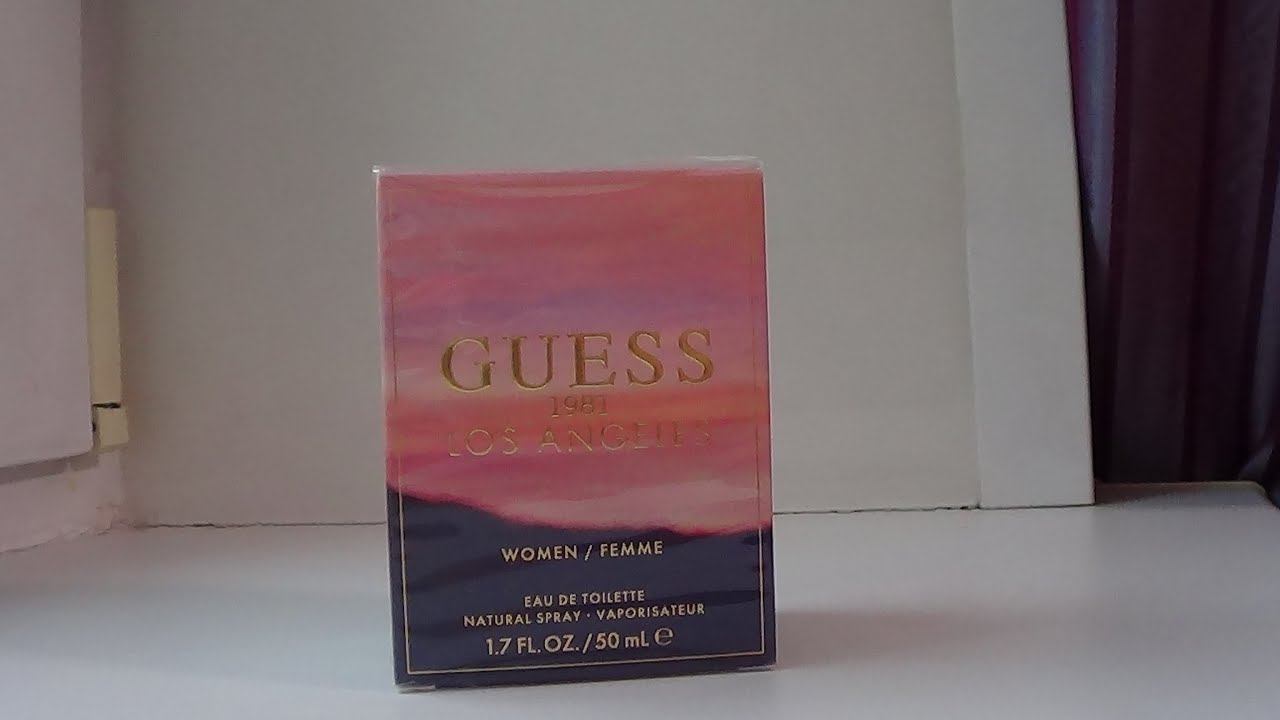 GUESS
1981
LOS ANGELES
WOMEN / FEMME
EAU DE TOILETTE
NATURAL SPRAY · VAPORISATEUR
1.7 FL. OZ. / 50 mL ℮